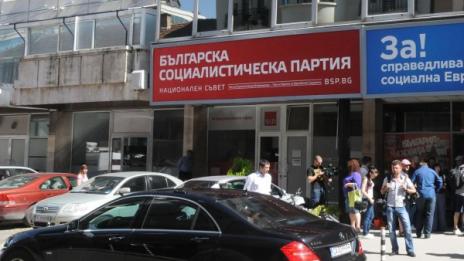 БЪЛГАРСКА
СОЦИАЛИСТИЧЕСКА ПАРТИЯ
НАЦИОНАЛЕН СЪВЕТ
BSP.BG
За!
справедлива
социална Евр